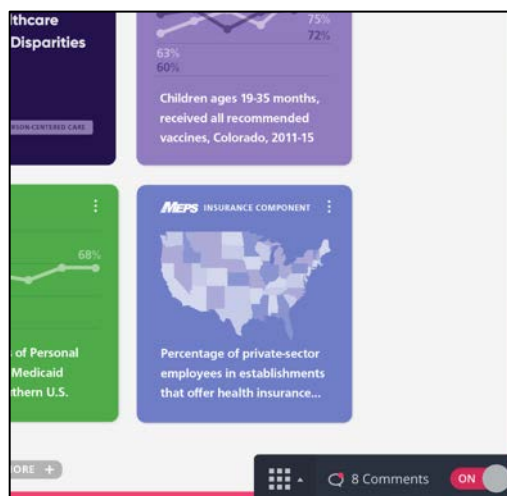 lthcare
Disparities
RSON-CENTERED CARE
75%
72%
63%
60%
Children ages 19-35 months,
received all recommended
vaccines, Colorado, 2011-15
68%
s of Personal
Medicaid
thern U.S.
MEPS INSURANCE COMPONENT
Percentage of private-sector
employees in establishments
that offer health insurance...
ORE +
8 Comments
ON